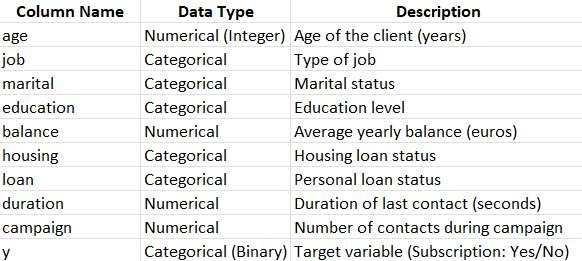 Column Name Data Type Description
age Numerical (Integer) Age of the client (years)
job Categorical Type of job
marital Categorical Marital status
education Categorical Education level
balance Numerical Average yearly balance (euros)
housing Categorical Housing loan status
loan Categorical Personal loan status
duration Numerical Duration of last contact (seconds)
campaign Numerical Number of contacts during campaign
y Categorical (Binary) Target variable (Subscription: Yes/No)